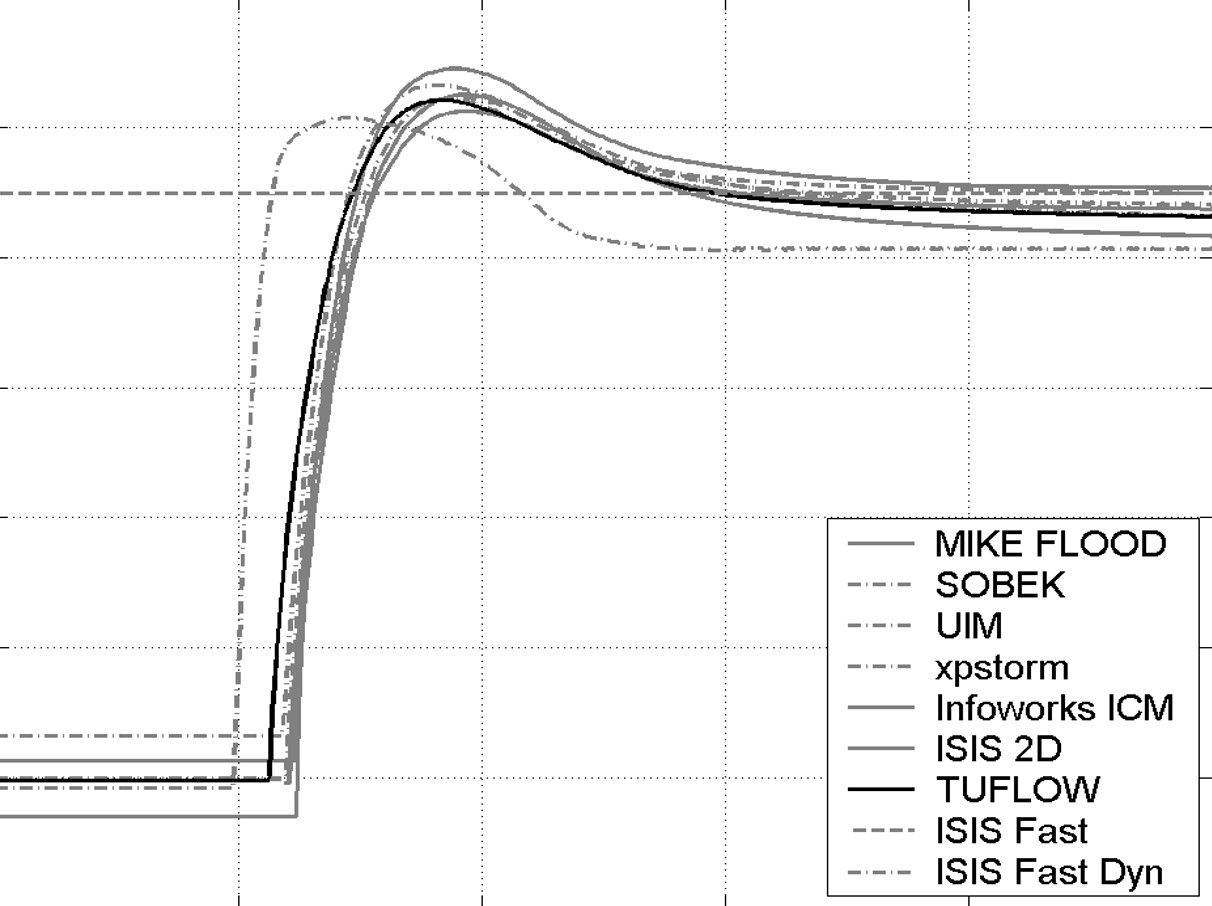 MIKE FLOOD
SOBEK
UIM
xpstorm
Infoworks ICM
ISIS 2D
TUFLOW
ISIS Fast
ISIS Fast Dyn